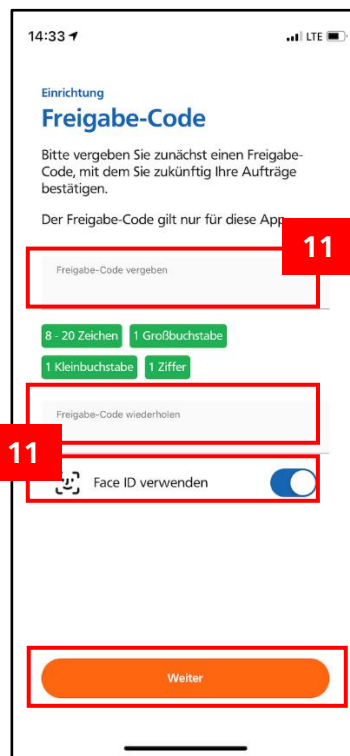 14:33 LTE
Einrichtung
Freigabe-Code
Bitte vergeben Sie zunächst einen Freigabe-
Code, mit dem Sie zukünftig Ihre Aufträge
bestätigen.
Der Freigabe-Code gilt nur für diese App
11
Freigabe-Code vergeben
8 - 20 Zeichen 1 Großbuchstabe
1 Kleinbuchstabe 1 Ziffer
Freigabe-Code wiederholen
11
Face ID verwenden
Weiter